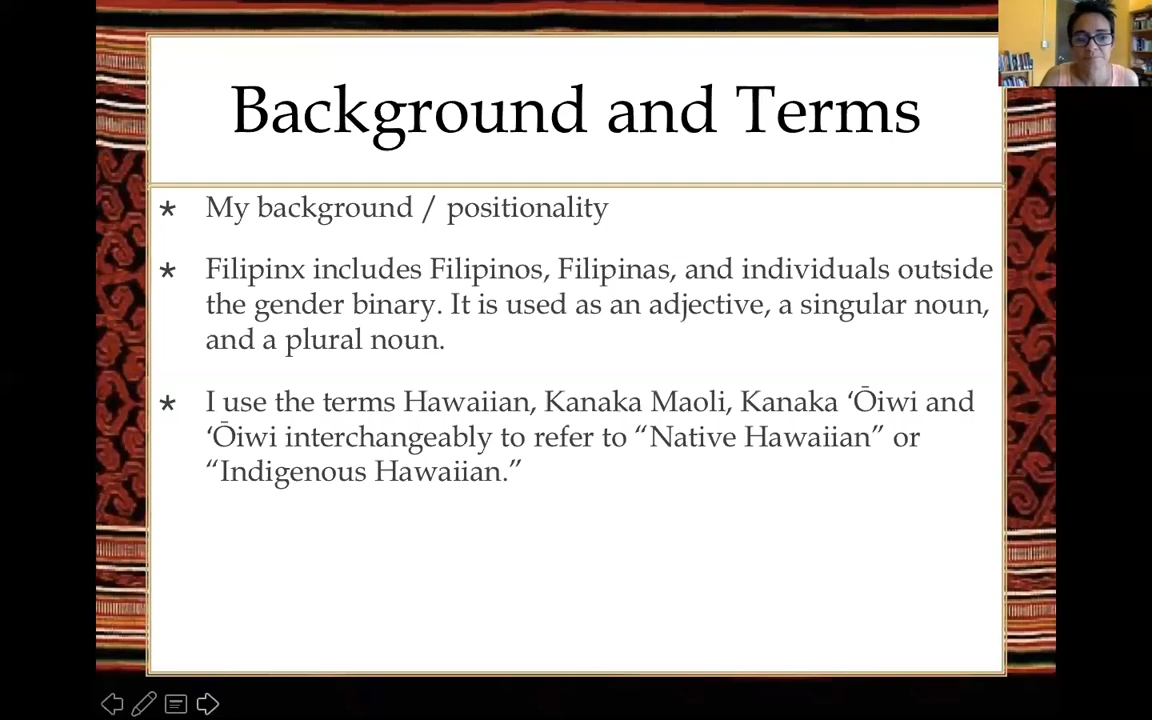 Background and Terms
* My background / positionality
* Filipinx includes Filipinos, Filipinas, and individuals outside
the gender binary. It is used as an adjective, a singular noun,
and a plural noun.
* I use the terms Hawaiian, Kanaka Maoli, Kanaka ‘Ōiwi and
‘Ōiwi interchangeably to refer to “Native Hawaiian” or
“Indigenous Hawaiian.”